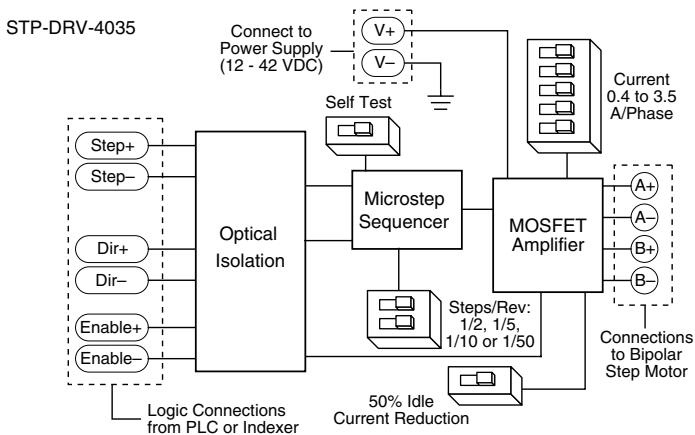 STP-DRV-4035
Connect to
Power Supply
(12 - 42 VDC)
V+
V–
Current
0.4 to 3.5
A/Phase
Self Test
Step+
Step–
Dir+
Dir–
Enable+
Enable–
Optical
Isolation
Microstep
Sequencer
MOSFET
Amplifier
A+
A–
B+
B–
Steps/Rev:
1/2, 1/5,
1/10 or 1/50
Connections
to Bipolar
Step Motor
50% Idle
Current Reduction
Logic Connections
from PLC or Indexer